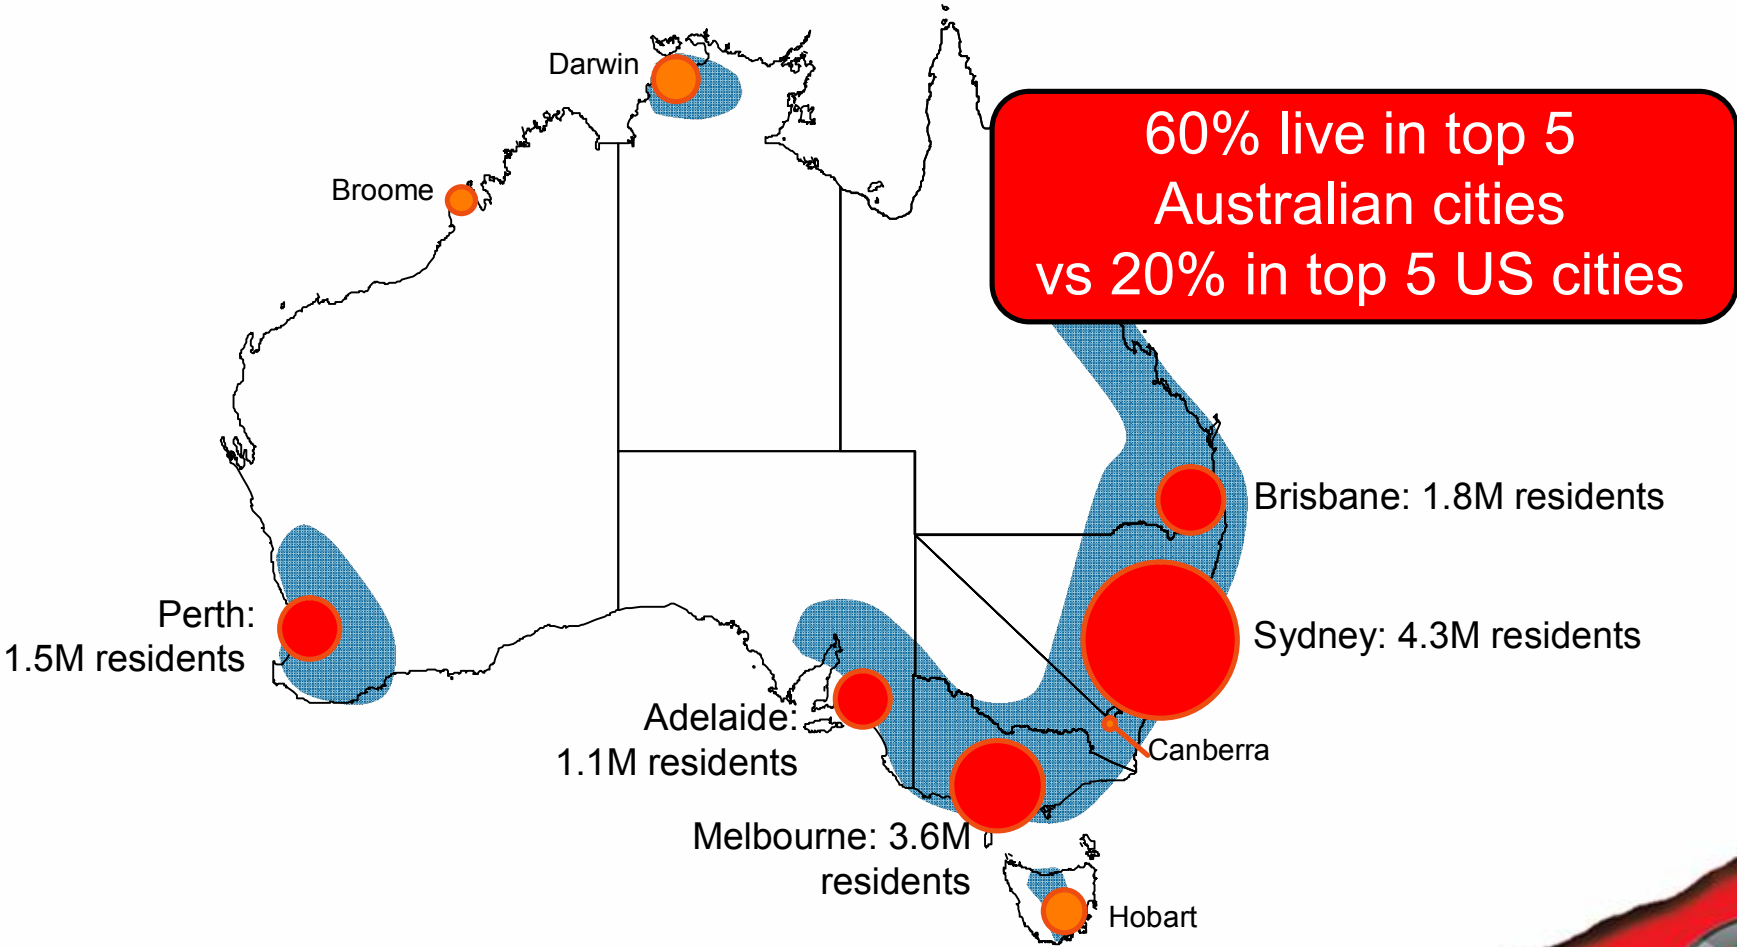 Darwin
Broome
60% live in top 5
Australian cities
vs 20% in top 5 US cities
Brisbane: 1.8M residents
Perth:
1.5M residents
Sydney: 4.3M residents
Adelaide:
1.1M residents
Canberra
Melbourne: 3.6M
residents
Hobart